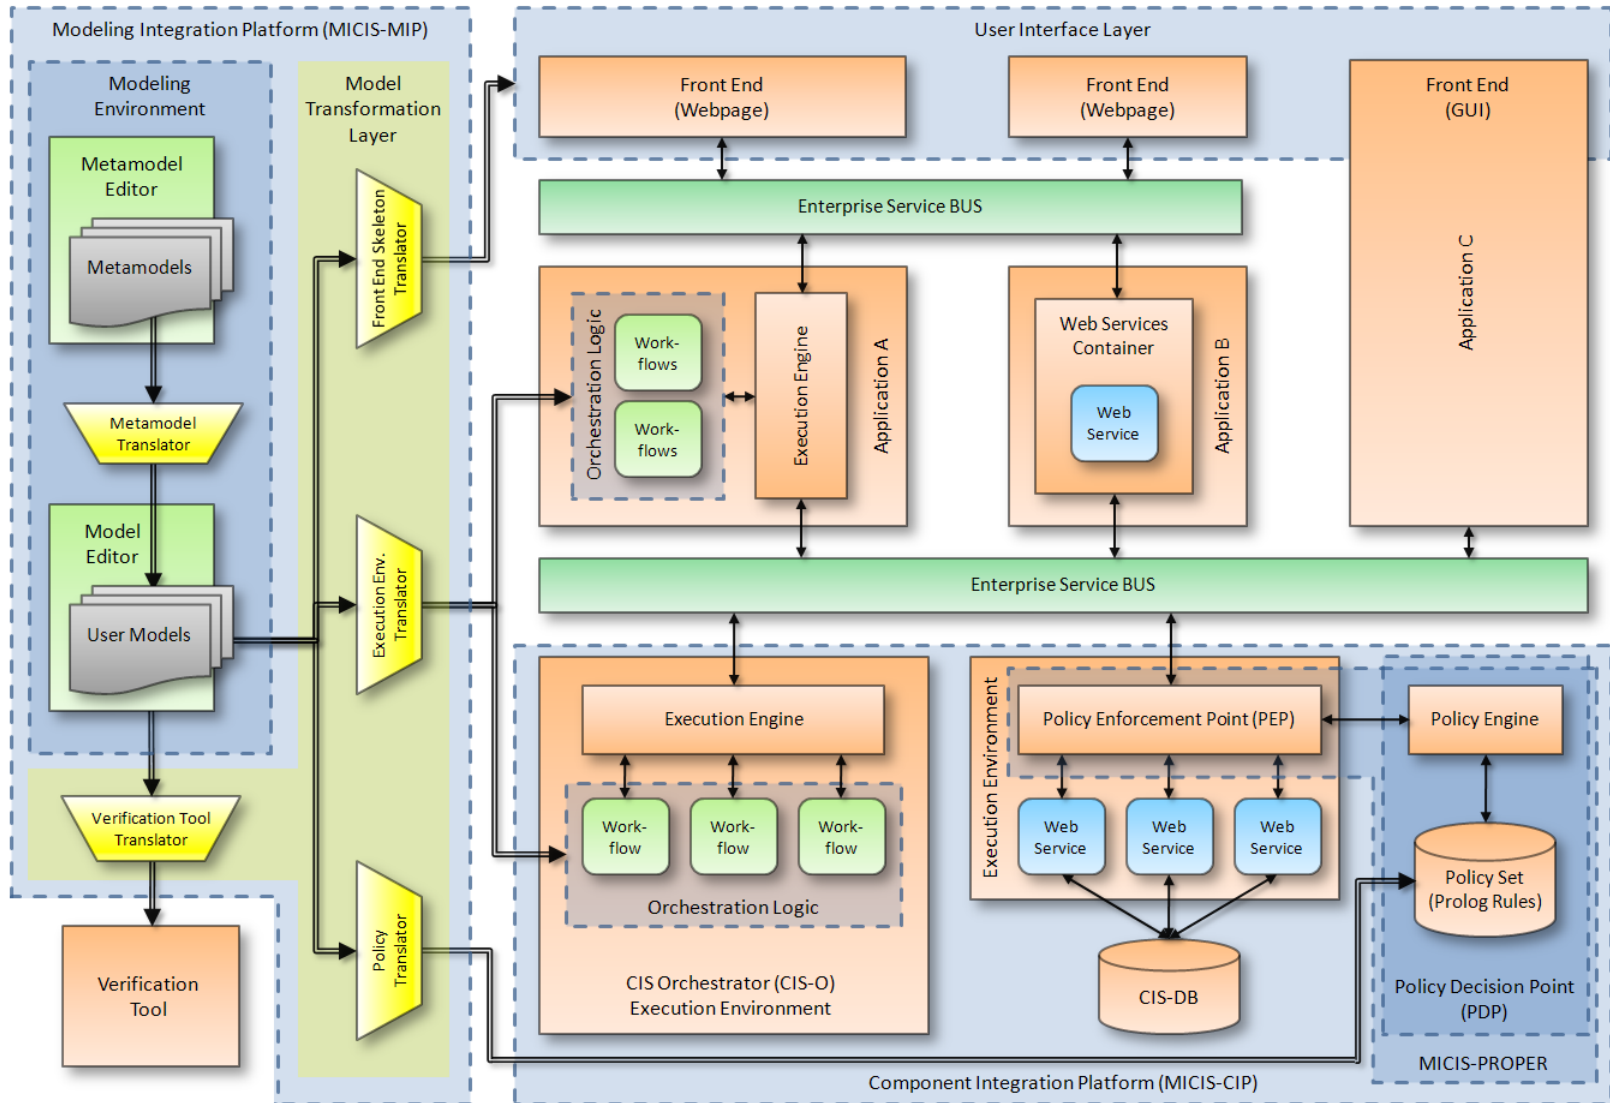 Modeling Integration Platform (MICIS-MIP)
Modeling
Environment
Metamodel
Editor
Metamodels
Metamodel
Translator
Model
Editor
User Models
Verification Tool
Translator
Verification
Tool
Model
Transformation
Layer
Front End Skeleton
Translator
Execution Env.
Translator
Policy
Translator
User Interface Layer
Front End
(Webpage)
Front End
(Webpage)
Front End
(GUI)
Application C
Enterprise Service BUS
Orchestration Logic
Work-
flows
Work-
flows
Execution Engine
Application A
Web Services
Container
Web
Service
Application B
Enterprise Service BUS
Execution Engine
Work-
flow
Work-
flow
Work-
flow
Orchestration Logic
CIS Orchestrator (CIS-O)
Execution Environment
Execution Environment
Policy Enforcement Point (PEP)
Web
Service
Web
Service
Web
Service
CIS-DB
Policy Engine
Policy Set
(Prolog Rules)
Policy Decision Point
(PDP)
MICIS-PROPER
Component Integration Platform (MICIS-CIP)